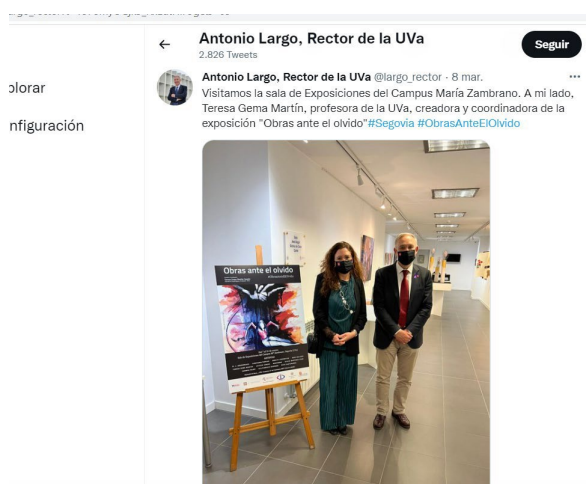 Antonio Largo, Rector de la UVa
2.826 Tweets
Seguir
Antonio Largo, Rector de la UVa @largo_rector · 8 mar.
Visitamos la sala de Exposiciones del Campus María Zambrano. A mi lado,
Teresa Gema Martín, profesora de la UVa, creadora y coordinadora de la
exposición "Obras ante el olvido"#Segovia #ObrasAnteElOlvido
plorar
nfiguración
Obras ante el olvido